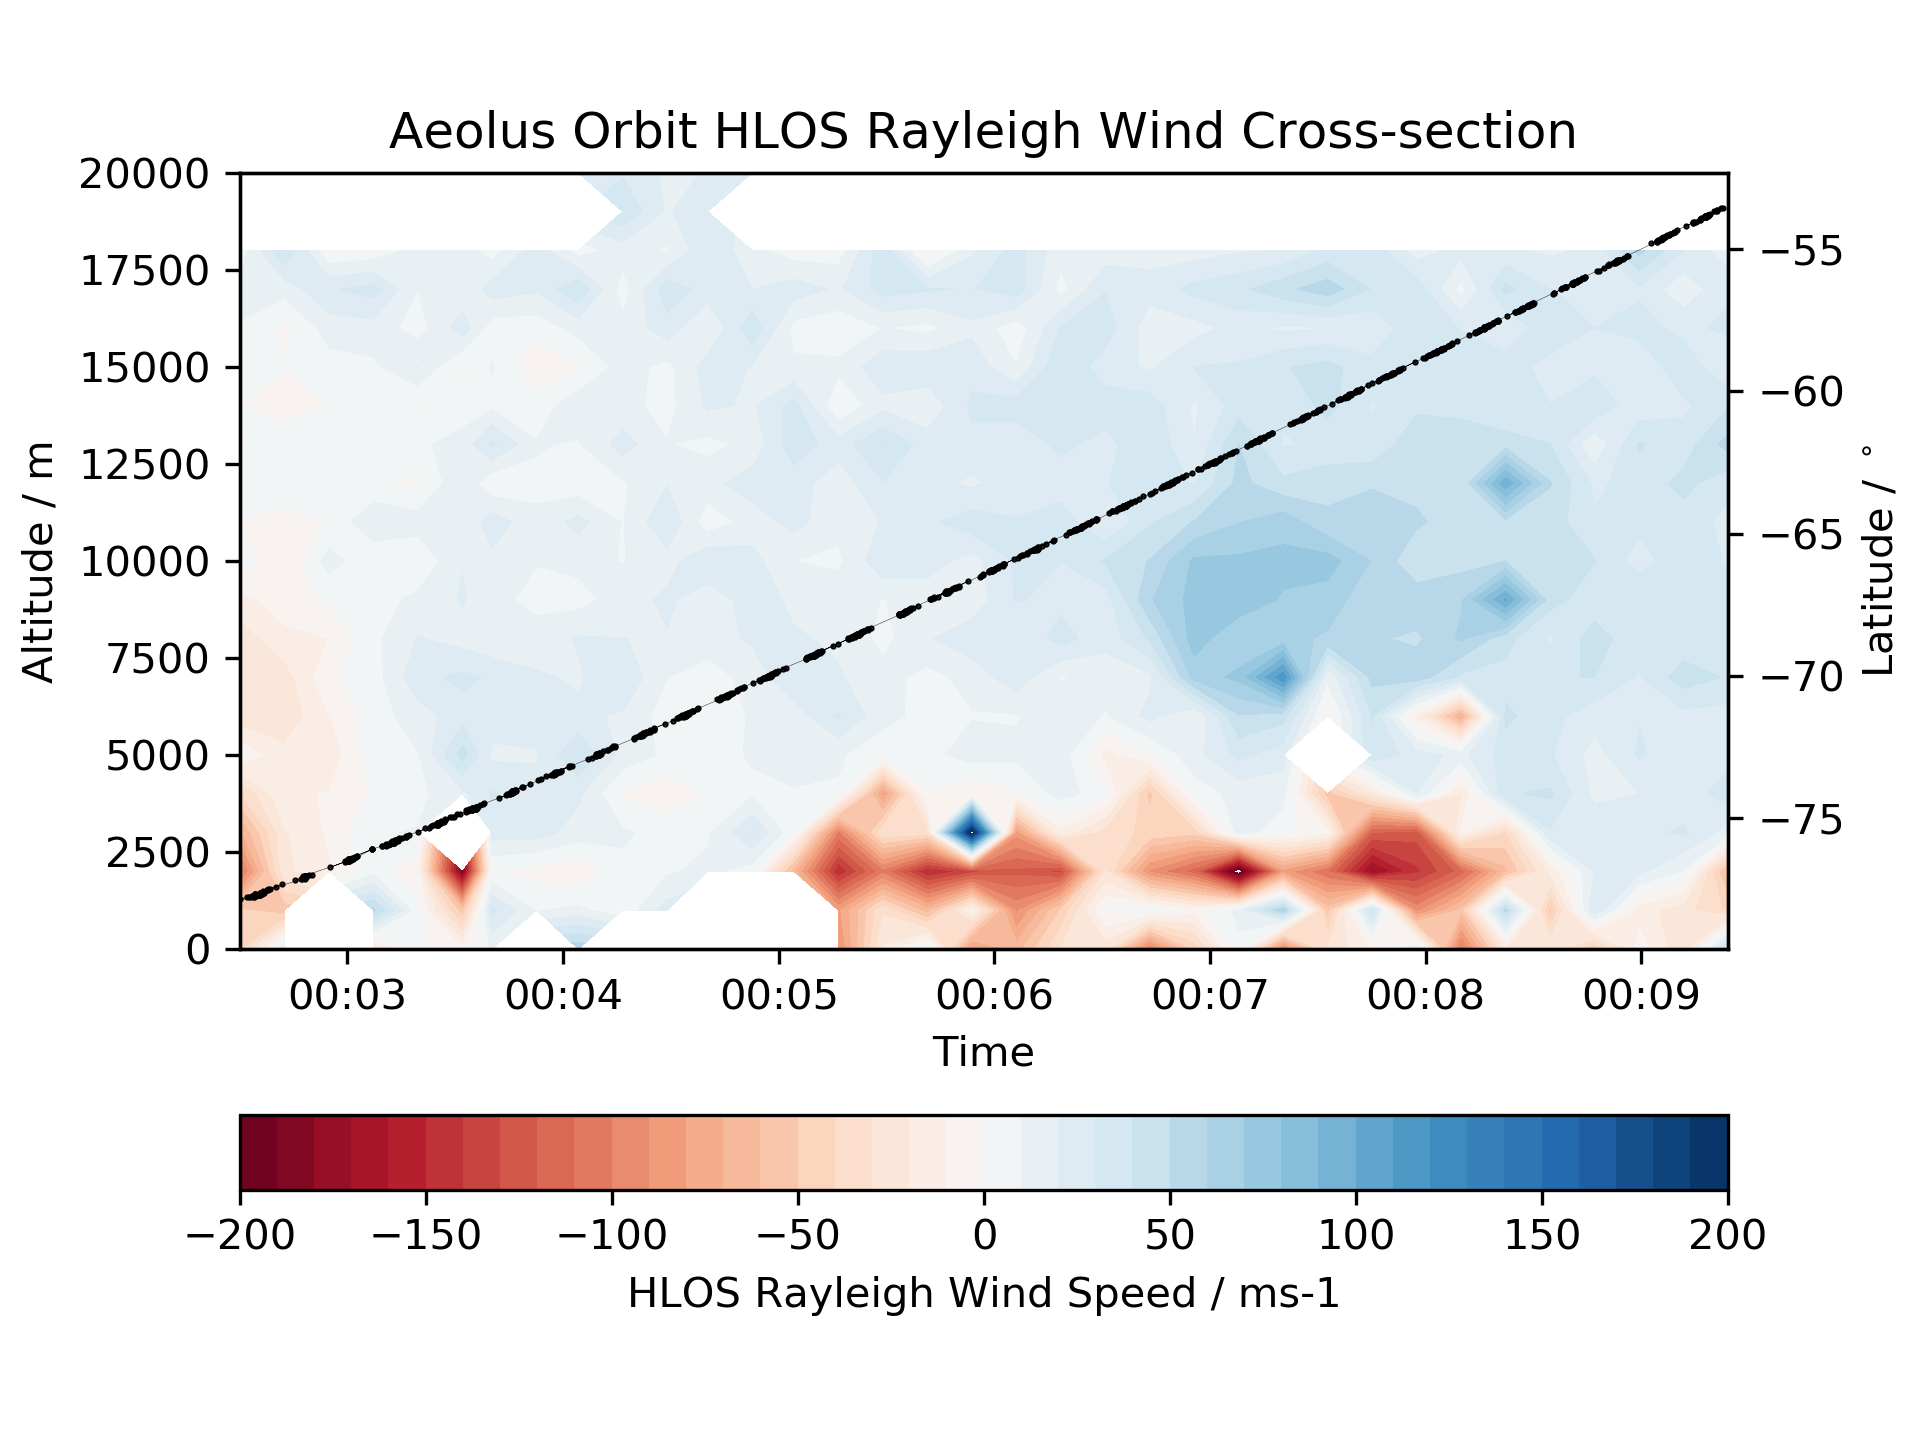 Aeolus Orbit HLOS Rayleigh Wind Cross-section
20000
17500
15000
12500
10000
7500
5000
2500
0
Altitude / m
−55
−60
−65
−70
−75
Latitude / °
00:03 00:04 00:05 00:06 00:07 00:08 00:09
Time
−200 −150 −100 −50 0 50 100 150 200
HLOS Rayleigh Wind Speed / ms-1